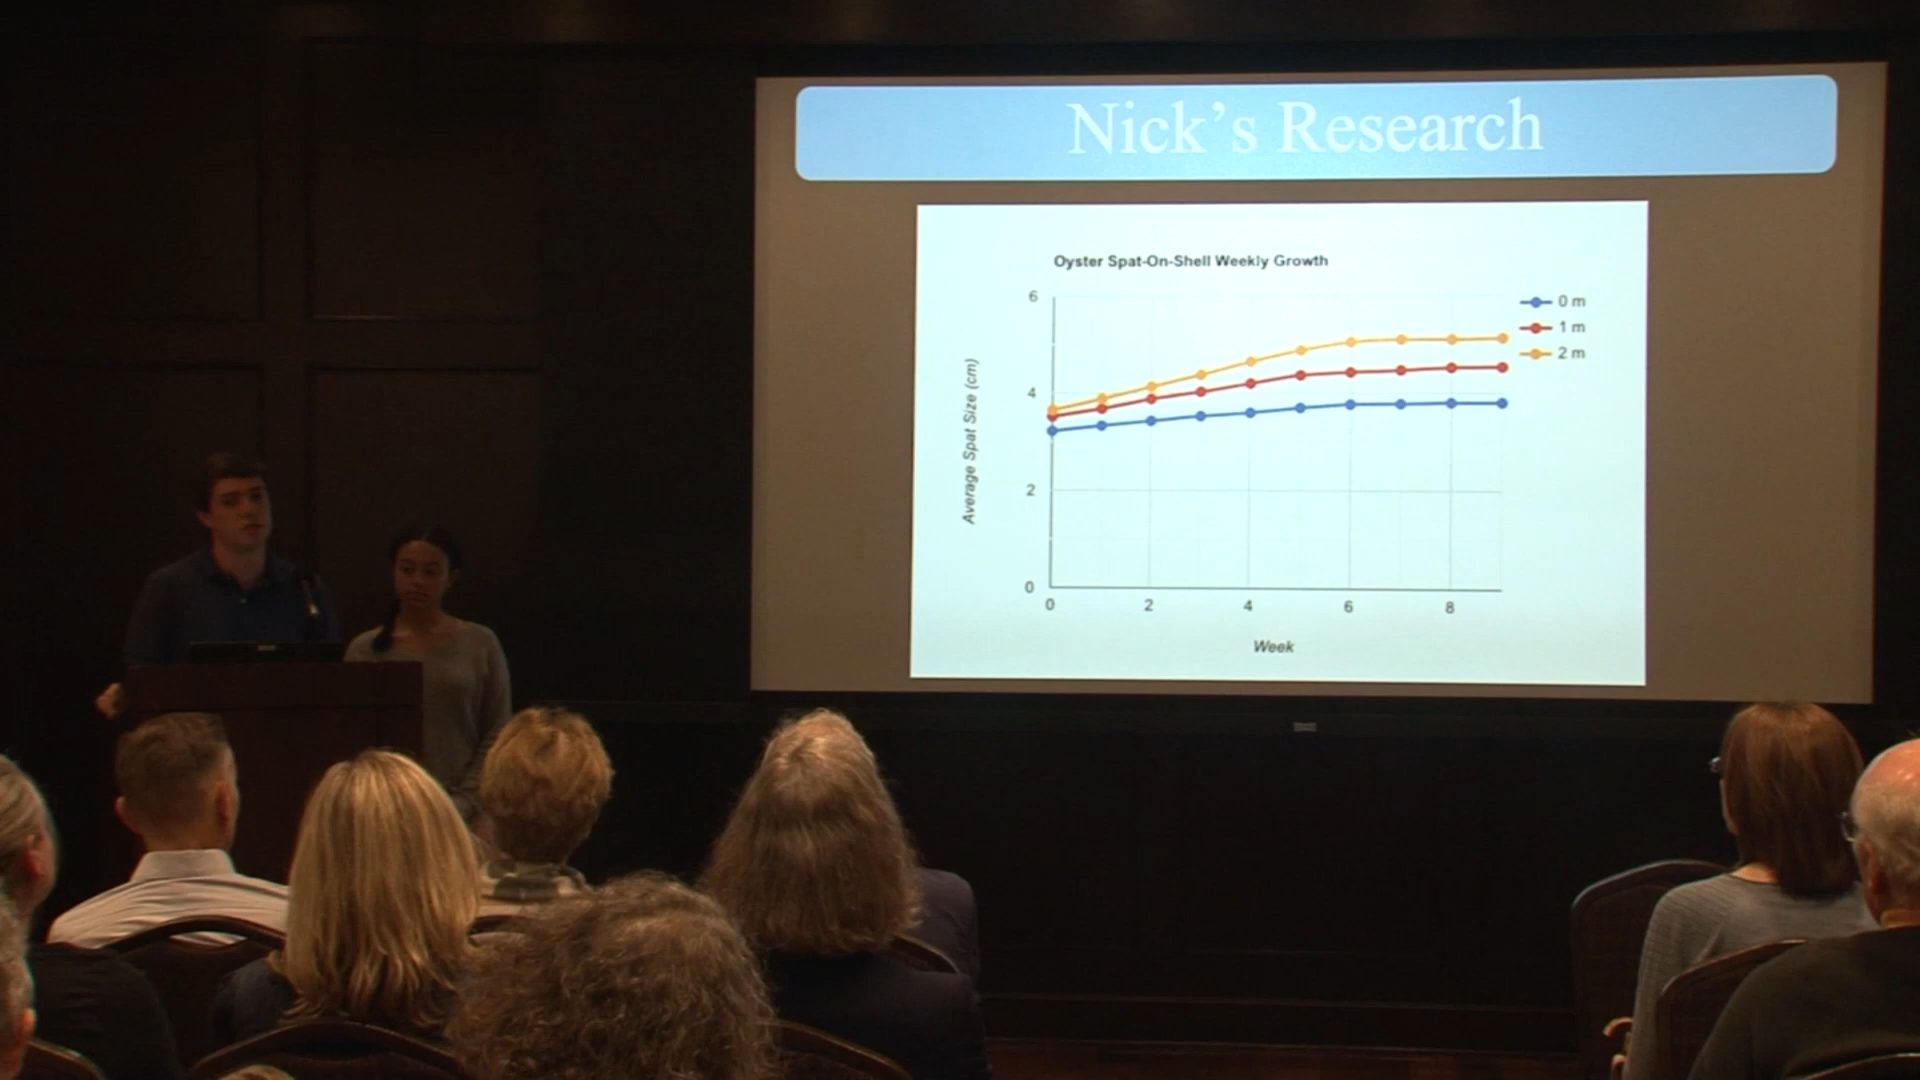 Nick's Research
Oyster Spat-On-Shell Weekly Growth
6
4
2
0
Average Spat Size (cm)
0 2 4 6 8
Week
0 m
1 m
2 m